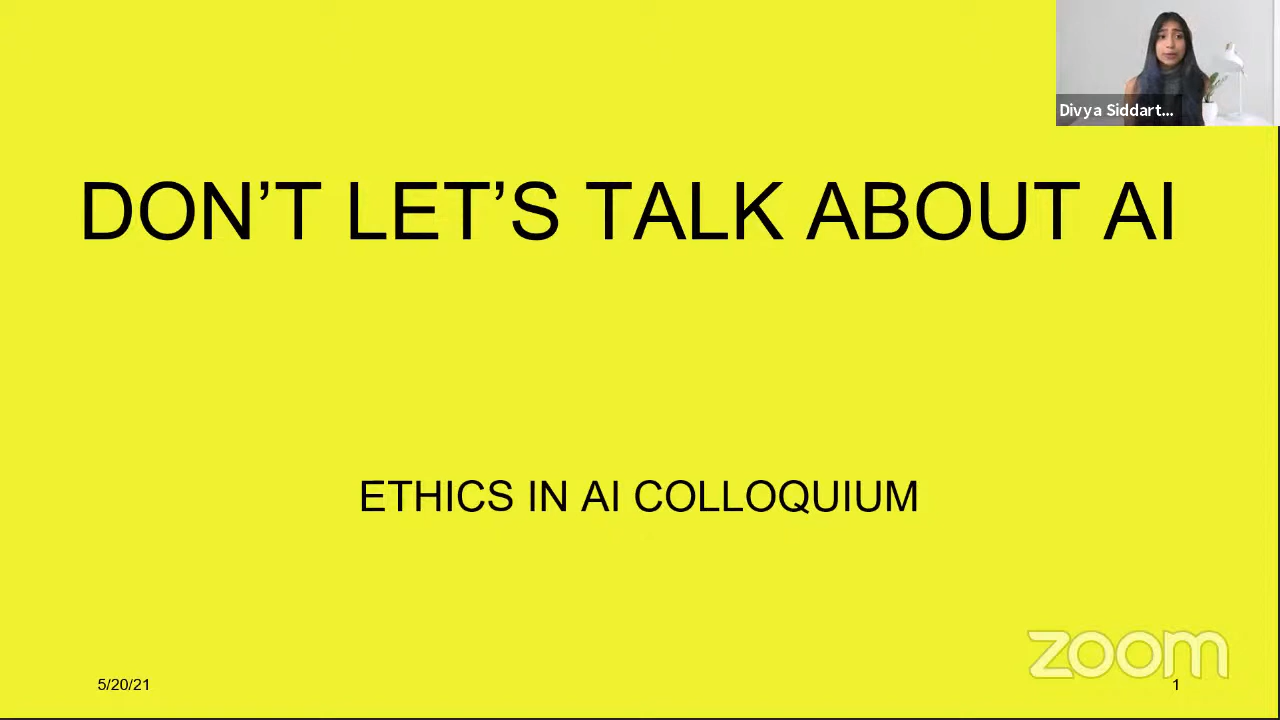 Divya Siddart...
DON’T LET’S TALK ABOUT AI
ETHICS IN AI COLLOQUIUM
zoom
5/20/21
1